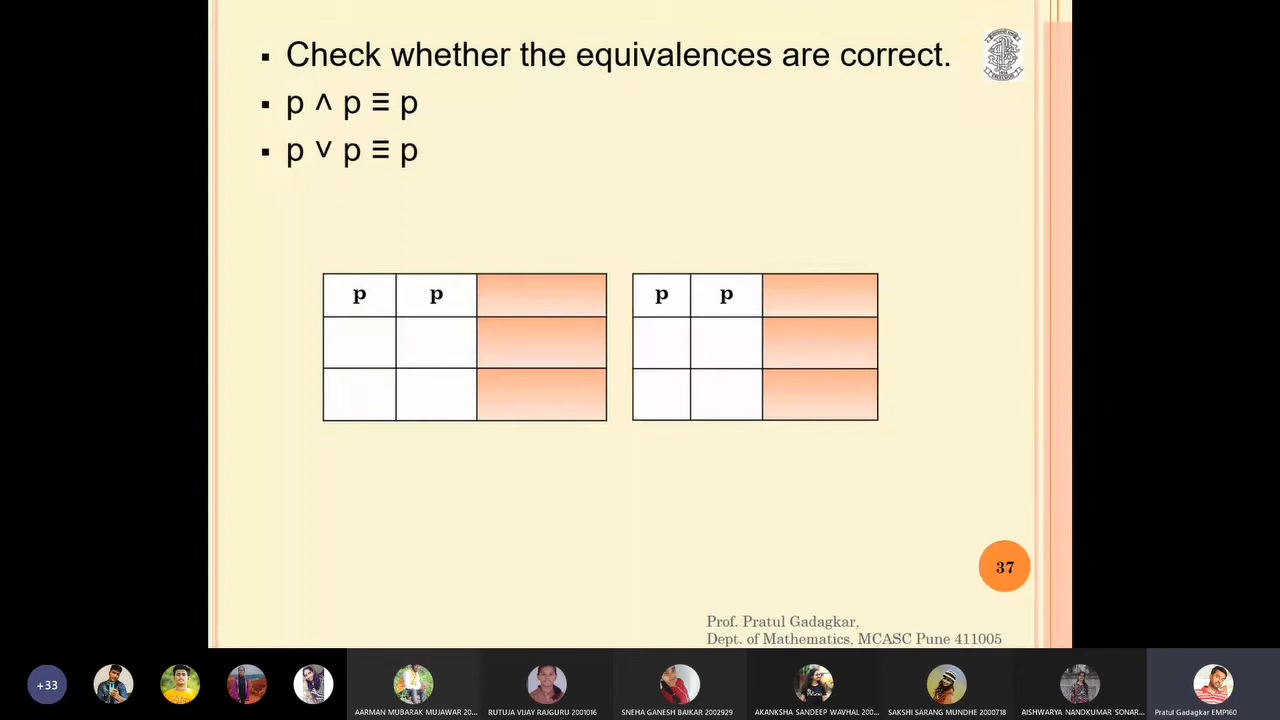 ▪ Check whether the equivalences are correct.
▪ p ˄ p ≡ p
▪ p ˅ p ≡ p
p p
p p
37
Prof. Pratul Gadagkar,
Dept. of Mathematics, MCASC Pune 411005
+33
AARMAN MUBARAK MUJAWAR 20...
RUTUJA VIJAY RAJGURU 2001016
SNEHA GANESH BAIKAR 2002929
AKANKSHA SANDEEP WAVHAL 200...
SAKSHI SARANG MUNDHE 2000718
AISHWARYA NANDKUMAR SONAR...
Pratul Gadagkar EMP160